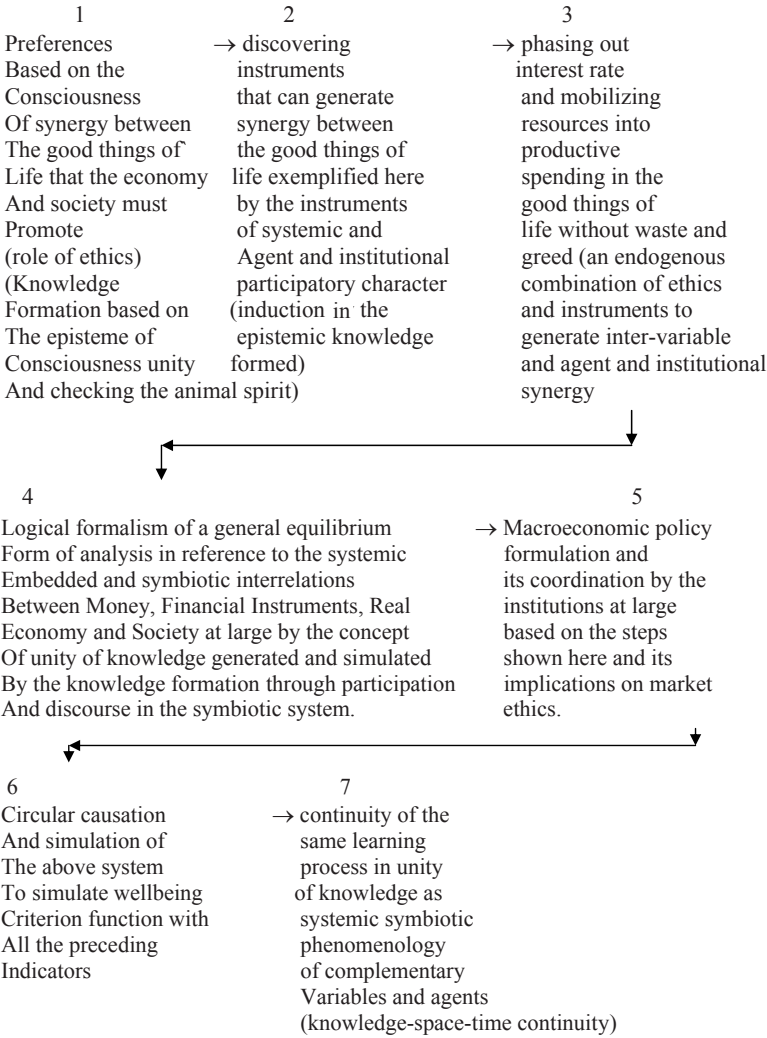 1
Preferences
Based on the
Consciousness
Of synergy between
The good things of
Life that the economy
And society must
Promote
(role of ethics)
(Knowledge
Formation based on
The episteme of
Consciousness unity
And checking the animal spirit)
2
→ discovering
instruments
that can generate
synergy between
the good things of
life exemplified here
by the instruments
of systemic and
Agent and institutional
participatory character
(induction in the
epistemic knowledge
formed)
3
→ phasing out
interest rate
and mobilizing
resources into
productive
spending in the
good things of
life without waste and
greed (an endogenous
combination of ethics
and instruments to
generate inter-variable
and agent and institutional
synergy
4
Logical formalism of a general equilibrium
Form of analysis in reference to the systemic
Embedded and symbiotic interrelations
Between Money, Financial Instruments, Real
Economy and Society at large by the concept
Of unity of knowledge generated and simulated
By the knowledge formation through participation
And discourse in the symbiotic system.
5
→ Macroeconomic policy
formulation and
its coordination by the
institutions at large
based on the steps
shown here and its
implications on market
ethics.
6
Circular causation
And simulation of
The above system
To simulate wellbeing
Criterion function with
All the preceding
Indicators
7
→ continuity of the
same learning
process in unity
of knowledge as
systemic symbiotic
phenomenology
of complementary
Variables and agents
(knowledge-space-time continuity)